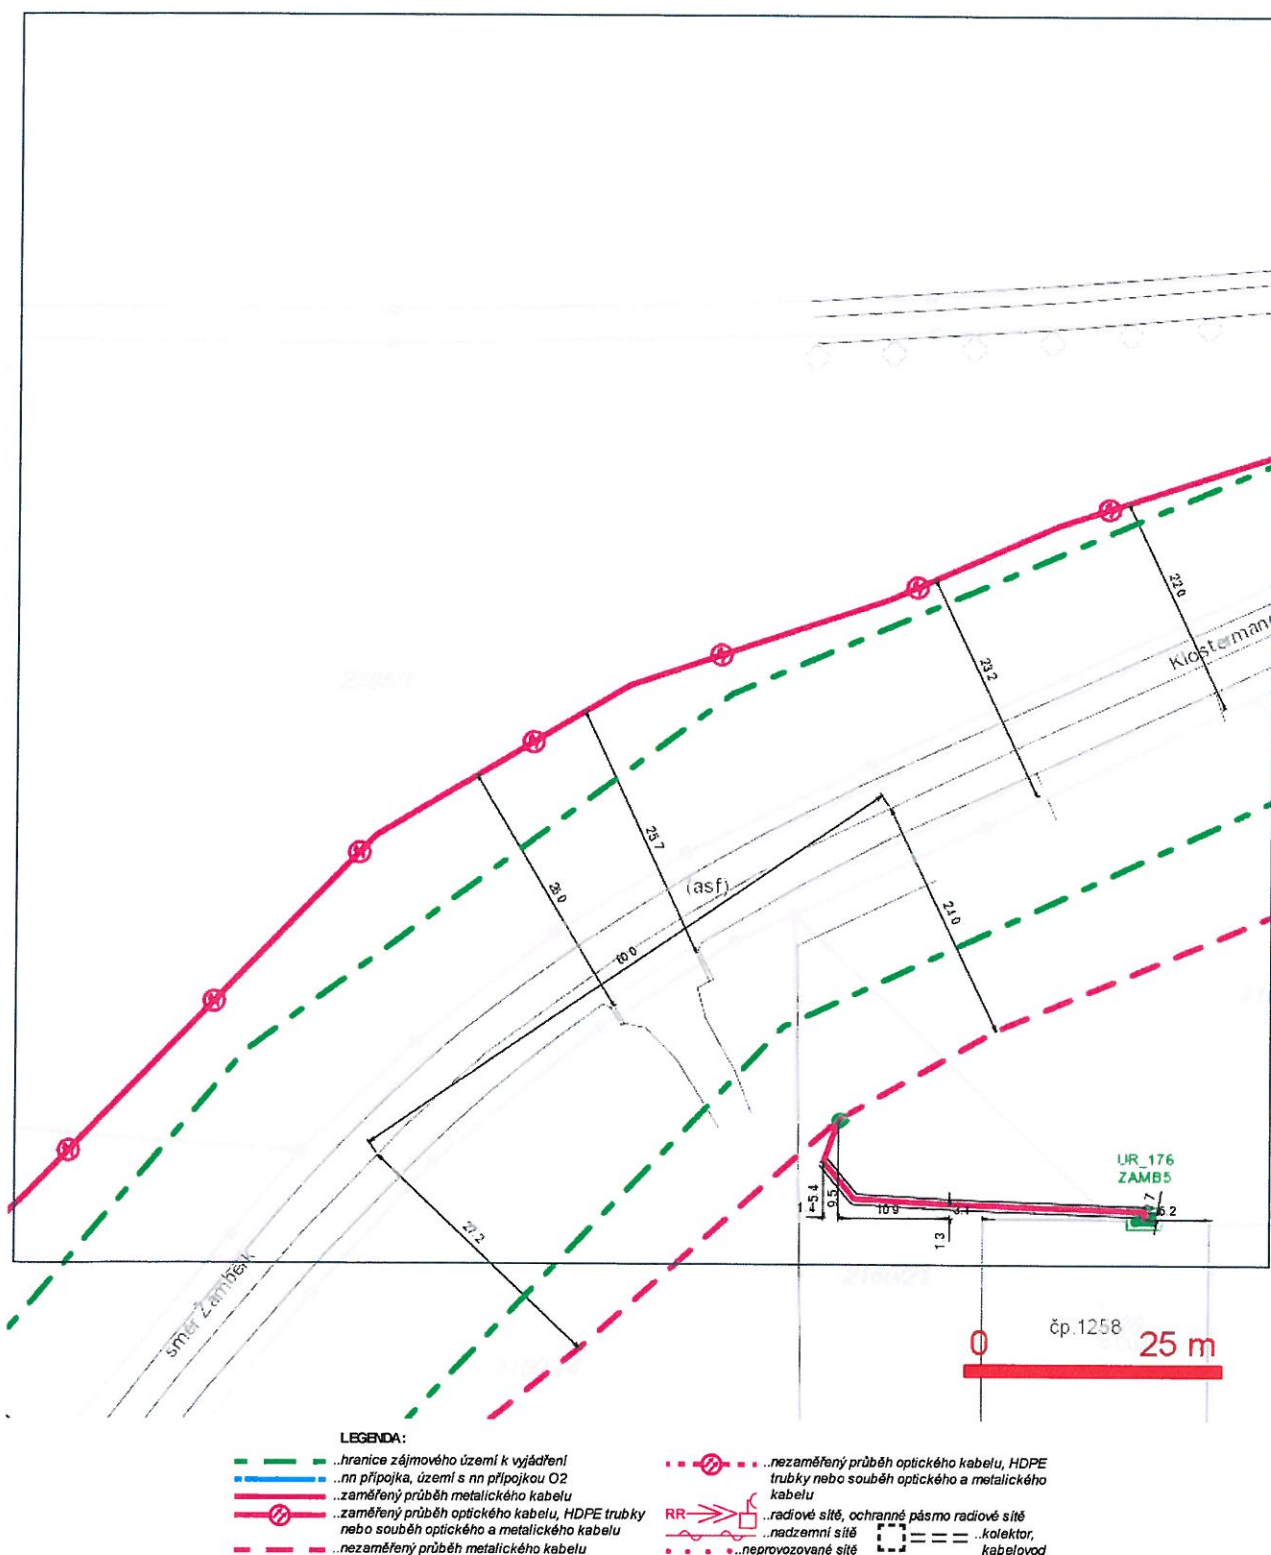 22.0
Klostermann
23.2
25.7
(asf)
26.0
24.0
60.0
UR_176
ZAMB5
4-5.4
9.5
10.9
5.2
1.3
27.2
směr Žamberk
čp.1258
0
25 m
LEGENDA:
..hranice zájmového území k vyjádření
..nn přípojka, území s nn přípojkou O2
..zaměřený průběh metalického kabelu
..zaměřený průběh optického kabelu, HDPE trubky
nebo souběh optického a metalického kabelu
..nezaměřený průběh metalického kabelu
..nezaměřený průběh optického kabelu, HDPE
trubky nebo souběh optického a metalického
kabelu
RR
..radiové sítě, ochranné pásmo radiové sítě
..nadzemní sítě
..kolektor,
kabelovod
..neprovozované sítě